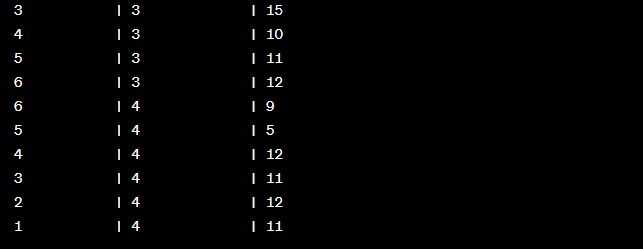 3 | 3 | 15
4 | 3 | 10
5 | 3 | 11
6 | 3 | 12
6 | 4 | 9
5 | 4 | 5
4 | 4 | 12
3 | 4 | 11
2 | 4 | 12
1 | 4 | 11